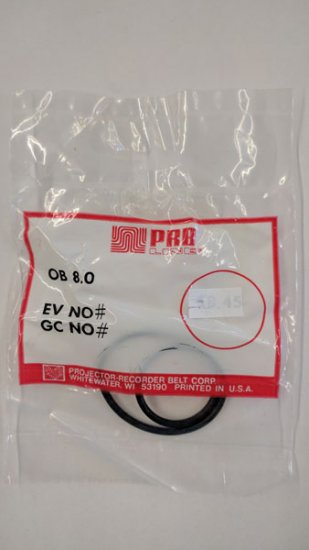 PRB
OB 8.0
EV NO#
GC NO#
PROJECTOR-RECORDER BELT CORP.
WHITEWATER, WI 53190 PRINTED IN U.S.A.